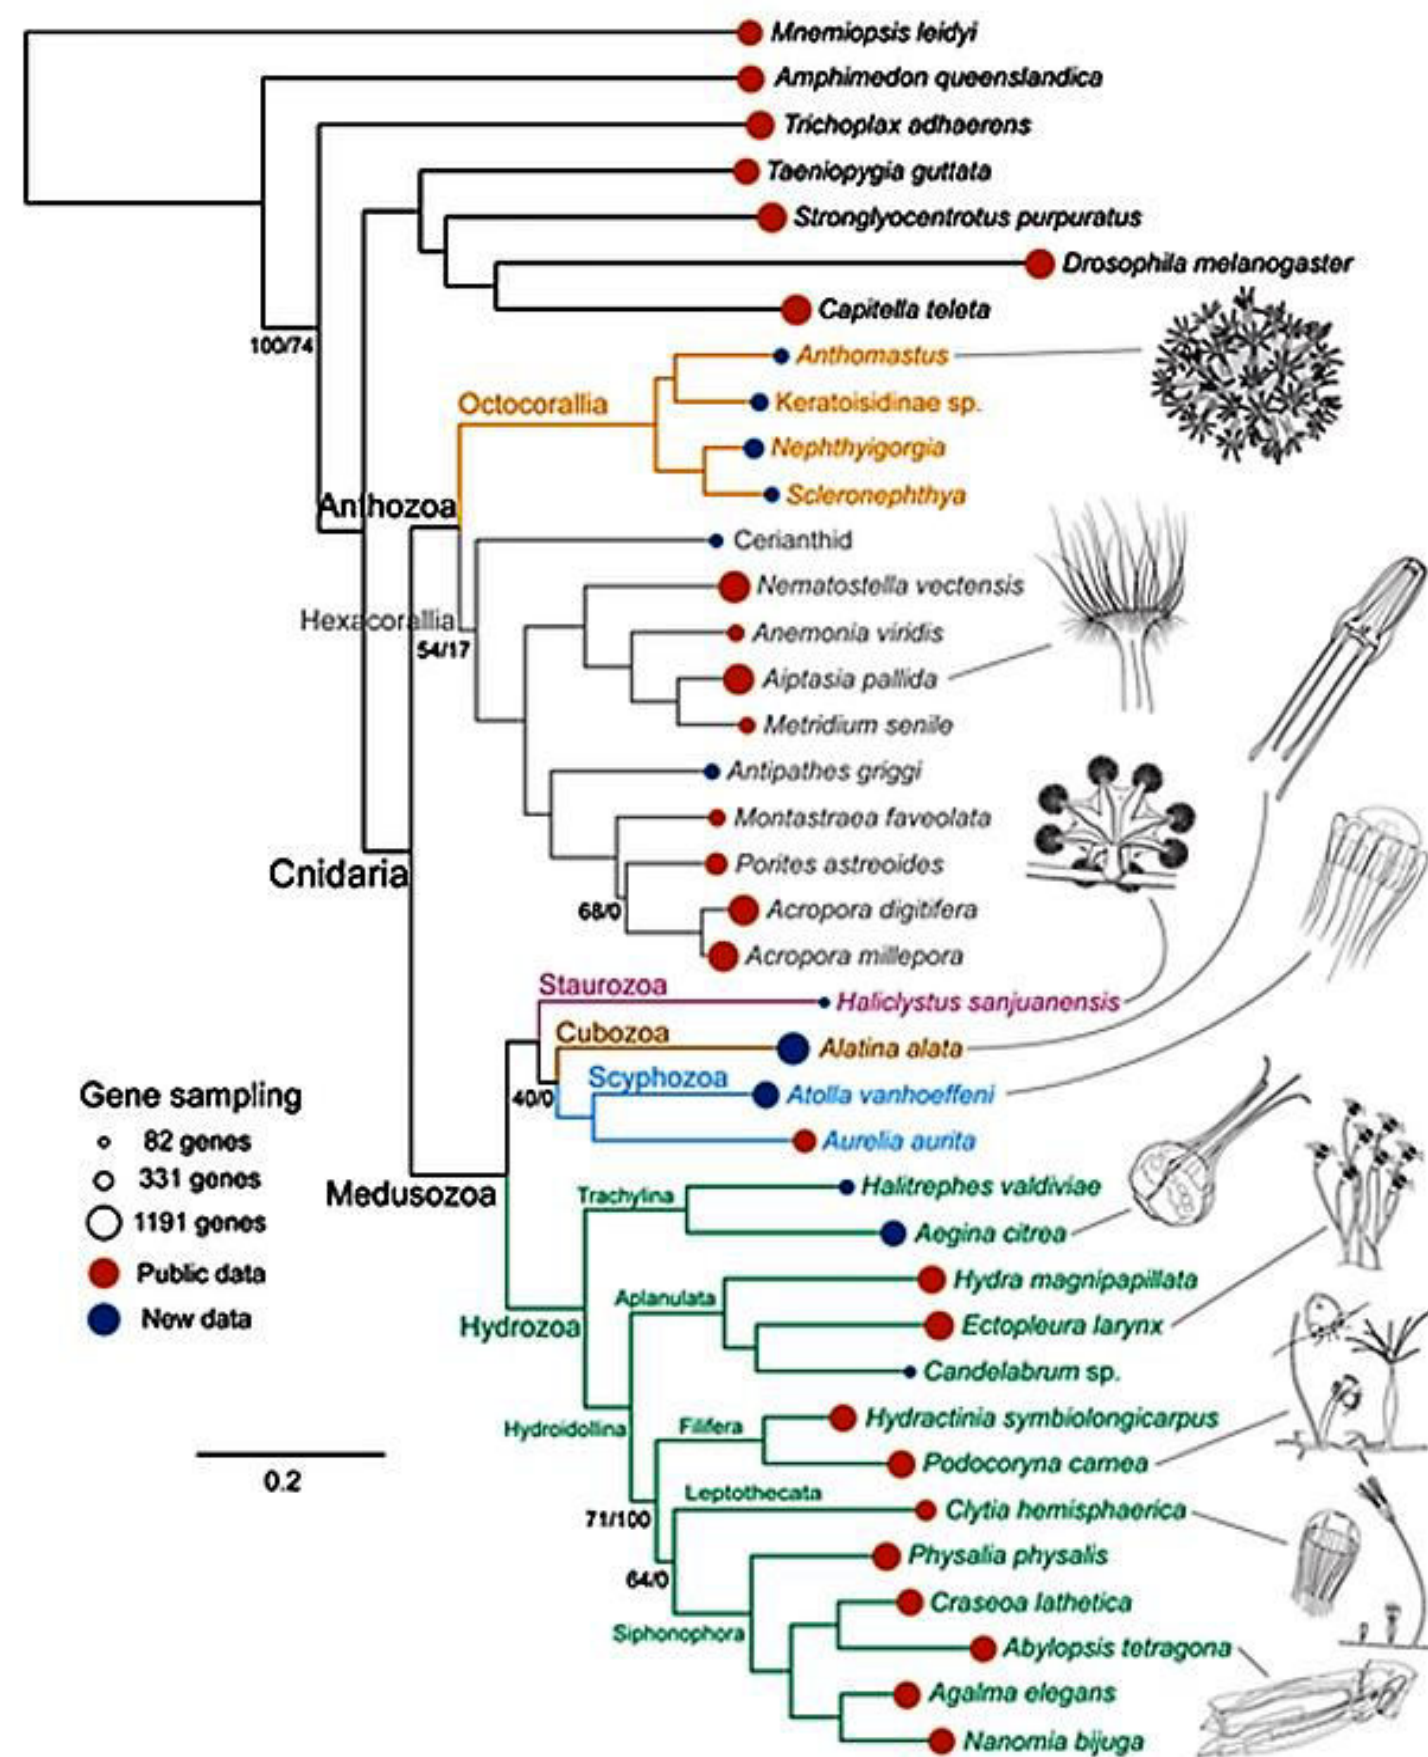 Mnemiopsis leidyi
Amphimedon queenslandica
Trichoplax adhaerens
Taeniopygia guttata
Stronglyocentrotus purpuratus
Drosophila melanogaster
Capitella teleta
100/74
Anthomastus
Octocorallia
Keratoisidinae sp.
Nephthyigorgia
Scleronephthya
Anthozoa
Cerianthid
Nematostella vectensis
Hexacorallia
Anemonia viridis
54/17
Aiptasia pallida
Metridium senile
Antipathes griggi
Montastraea faveolata
Porites astreoides
Cnidaria
68/0
Acropora digitifera
Acropora millepora
Staurozoa
Haliclystus sanjuanensis
Cubozoa
Alatina alata
Scyphozoa
Atolla vanhoeffeni
40/0
Aurelia aurita
Gene sampling
82 genes
331 genes
1191 genes
Public data
New data
Medusozoa
Trachylina
Halitrephes valdiviae
Aegina citrea
Hydra magnipapillata
Aplanulata
Hydrozoa
Ectopleura larynx
Candelabrum sp.
Hydractinia symbiolongicarpus
Filifera
Hydroidollina
Podocoryna carnea
0.2
Leptothecata
Clytia hemisphaerica
71/100
Physalia physalis
64/0
Craseoa lathetica
Siphonophora
Abylopsis tetragona
Agalma elegans
Nanomia bijuga